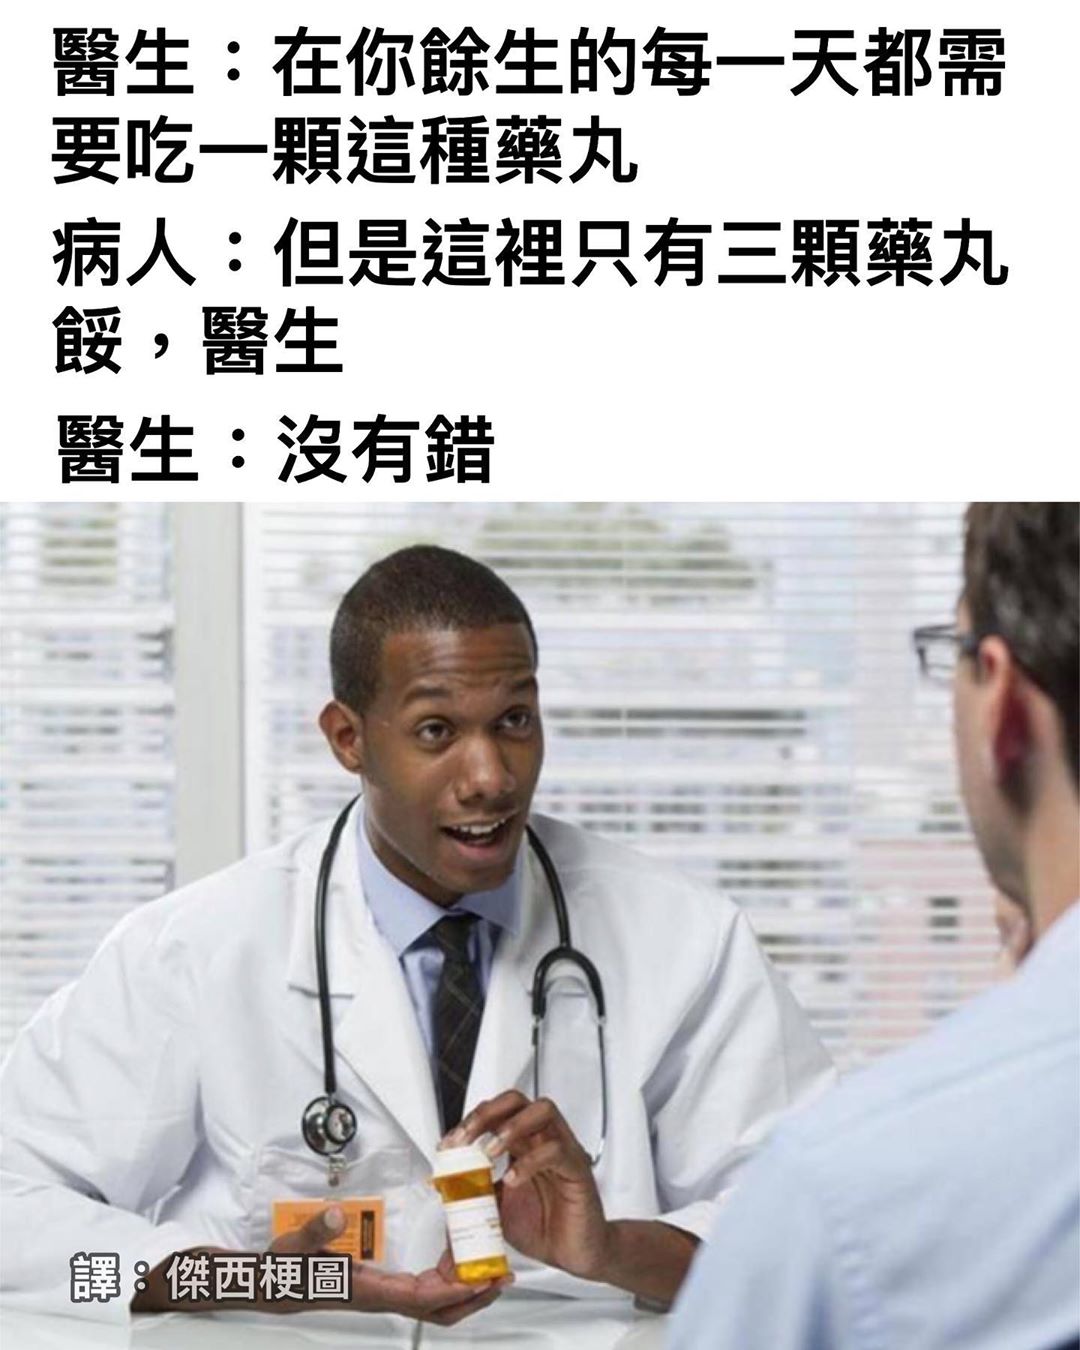 醫生：在你餘生的每一天都需
要吃一顆這種藥丸
病人：但是這裡只有三顆藥丸
餒，醫生
醫生：沒有錯
譯：傑西梗圖